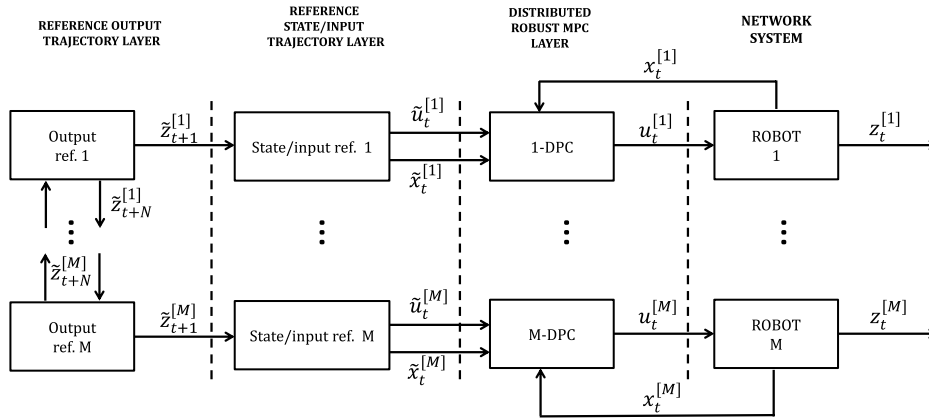 REFERENCE OUTPUT
TRAJECTORY LAYER
REFERENCE
STATE/INPUT
TRAJECTORY LAYER
DISTRIBUTED
ROBUST MPC
LAYER
NETWORK
SYSTEM
x_t^{[1]}
Output
ref. 1
z̃_{t+1}^{[1]}
State/input ref. 1
ũ_t^{[1]}
x̃_t^{[1]}
1-DPC
u_t^{[1]}
ROBOT
1
z_t^{[1]}
z̃_{t+N}^{[1]}
z̃_{t+N}^{[M]}
Output
ref. M
z̃_{t+1}^{[M]}
State/input ref. M
ũ_t^{[M]}
x̃_t^{[M]}
M-DPC
u_t^{[M]}
ROBOT
M
z_t^{[M]}
x_t^{[M]}